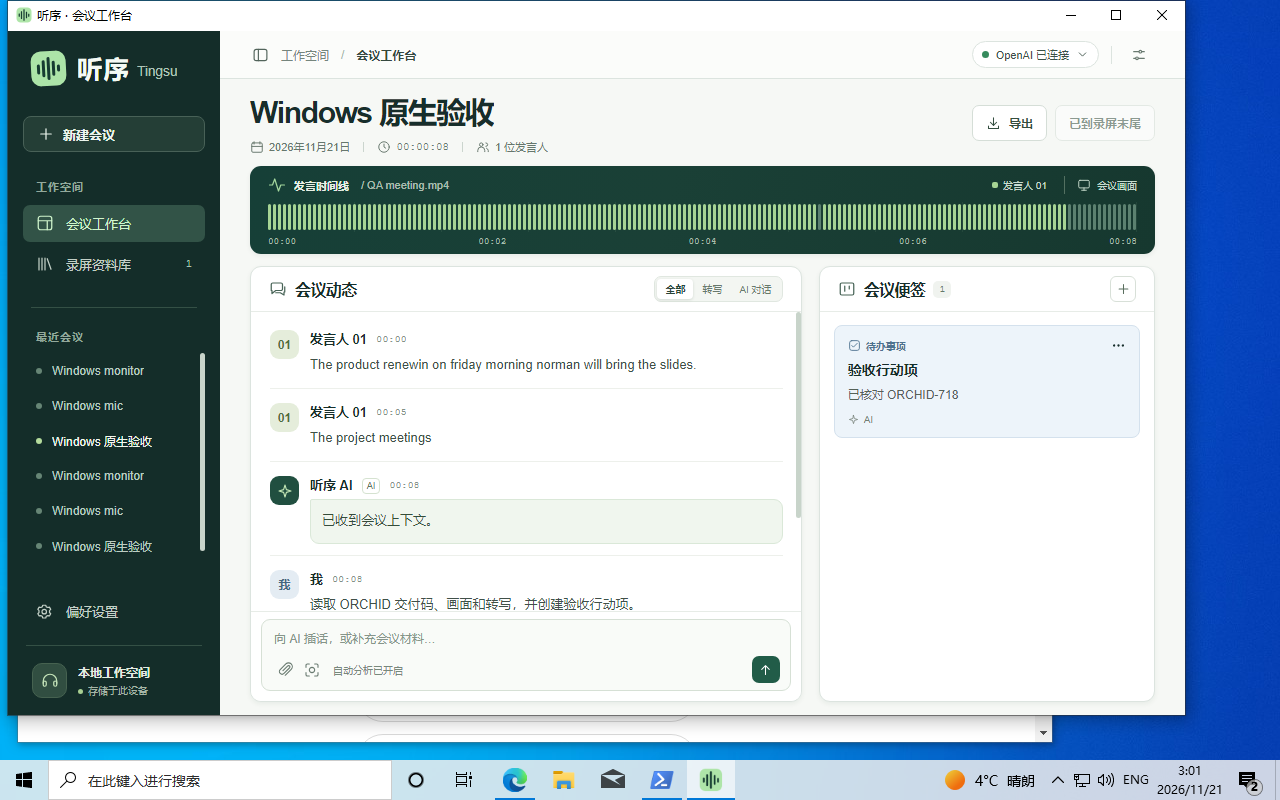 听序 · 会议工作台
听序 Tingsu
新建会议
工作空间
会议工作台
录屏资料库 1
最近会议
Windows monitor
Windows mic
Windows 原生验收
Windows monitor
Windows mic
Windows 原生验收
偏好设置
本地工作空间
存储于此设备
工作空间 / 会议工作台
OpenAI 已连接
Windows 原生验收
2026年11月21日 00:00:08 1 位发言人
导出
已到录屏末尾
发言时间线 / QA meeting.mp4
发言人 01
会议画面
00:00 00:02 00:04 00:06 00:08
会议动态
全部 转写 AI 对话
01 发言人 01 00:00
The product renewin on friday morning norman will bring the slides.
01 发言人 01 00:05
The project meetings
听序 AI AI 00:08
已收到会议上下文。
我 我 00:08
读取 ORCHID 交付码、画面和转写，并创建验收行动项。
向 AI 插话，或补充会议材料…
自动分析已开启
会议便签 1
待办事项
验收行动项
已核对 ORCHID-718
AI
在此键入进行搜索
4°C 晴朗
ENG
3:01
2026/11/21
2